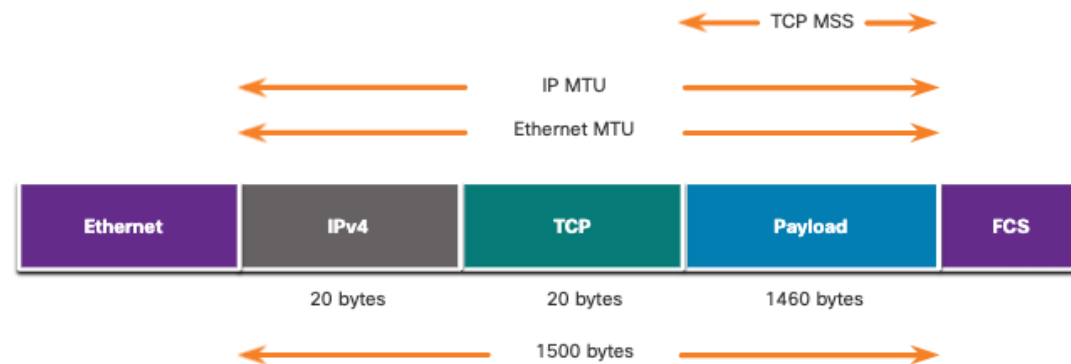 TCP MSS
IP MTU
Ethernet MTU
Ethernet IPv4 TCP Payload FCS
20 bytes 20 bytes 1460 bytes
1500 bytes